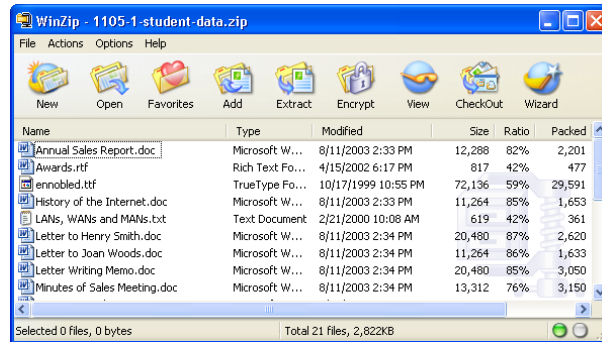 WinZip - 1105-1-student-data.zip
File Actions Options Help
New Open Favorites Add Extract Encrypt View CheckOut Wizard
Name Type Modified Size Ratio Packed
Annual Sales Report.doc Microsoft W... 8/11/2003 2:33 PM 12,288 82% 2,201
Awards.rtf Rich Text Fo... 4/15/2002 6:17 PM 817 42% 477
ennobled.ttf TrueType Fo... 10/17/1999 10:55 PM 72,136 59% 29,591
History of the Internet.doc Microsoft W... 8/11/2003 2:33 PM 11,264 85% 1,653
LANs, WANs and MANs.txt Text Document 2/21/2000 10:08 AM 619 42% 361
Letter to Henry Smith.doc Microsoft W... 8/11/2003 2:34 PM 20,480 87% 2,620
Letter to Joan Woods.doc Microsoft W... 8/11/2003 2:34 PM 11,264 86% 1,633
Letter Writing Memo.doc Microsoft W... 8/11/2003 2:34 PM 20,480 85% 3,050
Minutes of Sales Meeting.doc Microsoft W... 8/11/2003 2:34 PM 13,312 76% 3,150
Selected 0 files, 0 bytes Total 21 files, 2,822KB